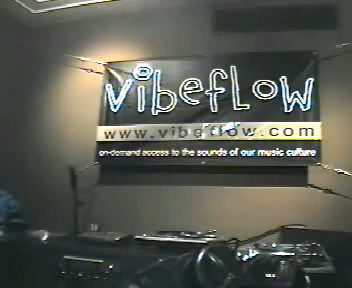 vibeflow
www.vibeflow.com
on-demand access to the sounds of our music culture